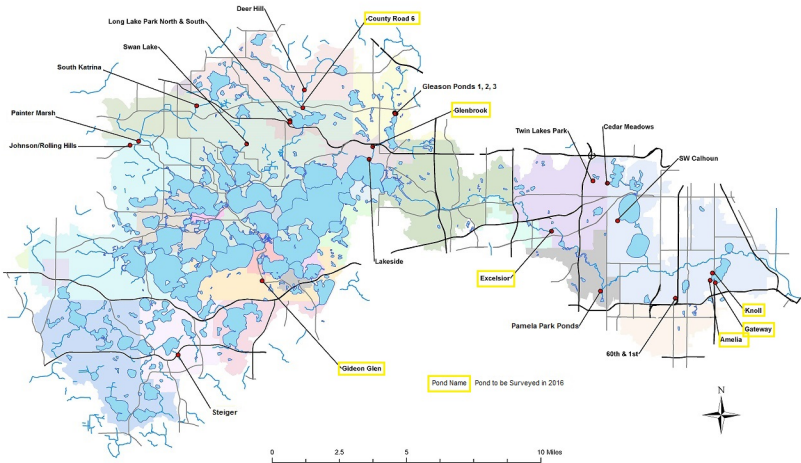 Deer Hill
Long Lake Park North & South
County Road 6
Swan Lake
South Katrina
Gleason Ponds 1, 2, 3
Painter Marsh
Glenbrook
Johnson/Rolling Hills
Twin Lakes Park
Cedar Meadows
SW Calhoun
Lakeside
Excelsior
Knoll
Pamela Park Ponds
Gateway
Amelia
60th & 1st
Gideon Glen
Pond Name Pond to be Surveyed in 2016
Steiger
N
0 2.5 5 10 Miles